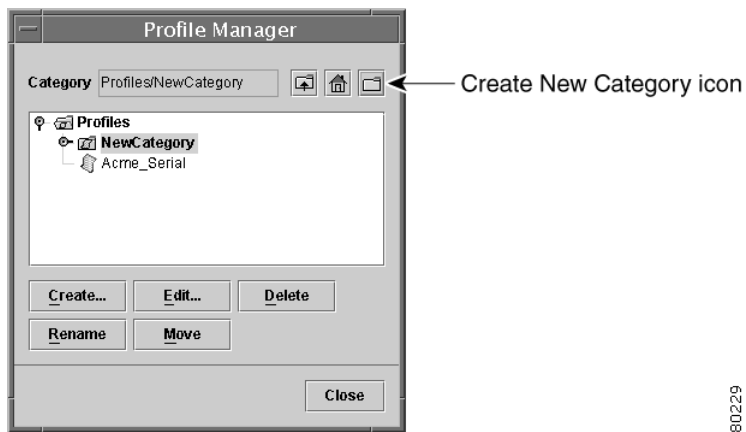 Profile Manager
Category Profiles/NewCategory
Create New Category icon
Profiles
NewCategory
Acme_Serial
Create... Edit... Delete
Rename Move
Close
80229